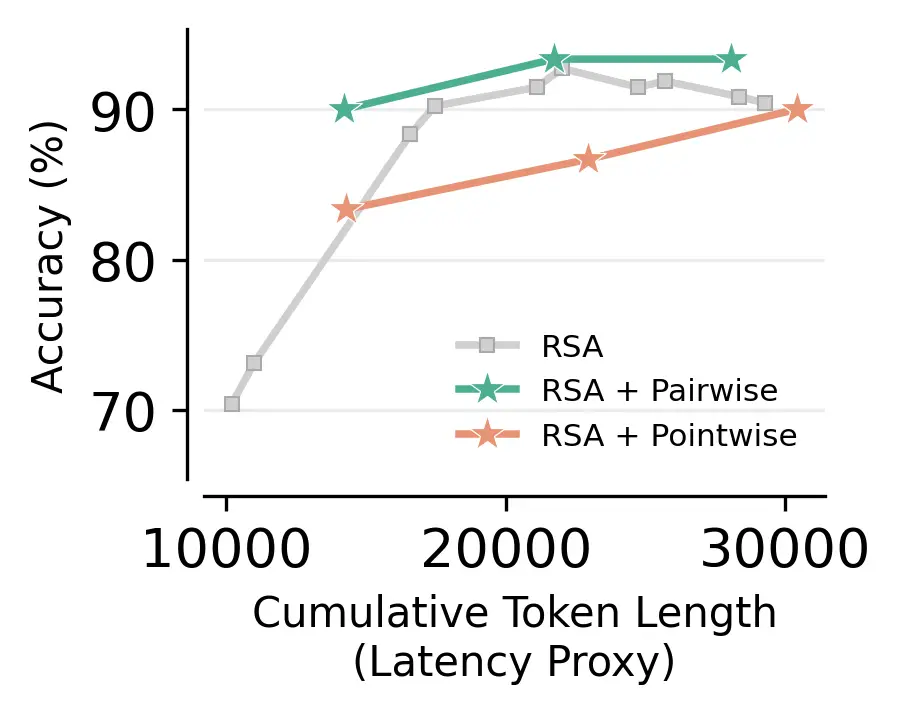 Accuracy (%)
90
80
70
RSA
RSA + Pairwise
RSA + Pointwise
10000 20000 30000
Cumulative Token Length
(Latency Proxy)